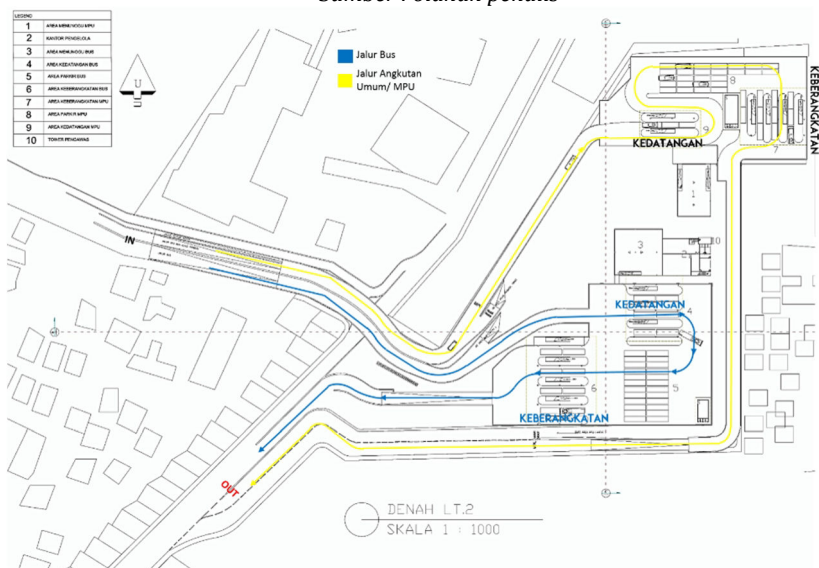 Sumber : olahan penulis
LEGEND
1 AREA MENUNGGU MPU
2 KANTOR PENGELOLA
3 AREA MENUNGGU BUS
4 AREA KEDATANGAN BUS
5 AREA PARKIR BUS
6 AREA KEBERANGKATAN BUS
7 AREA KEBERANGKATAN MPU
8 AREA PARKIR MPU
9 AREA KEDATANGAN MPU
10 TOWER PENGAWAS
U
S
Jalur Bus
Jalur Angkutan
Umum/ MPU
8
KEBERANGKATAN
9
KEDATANGAN
7
1
IN
3
2
10
KEDATANGAN
4
5
6
KEBERANGKATAN
OUT
DENAH LT.2
SKALA 1 : 1000